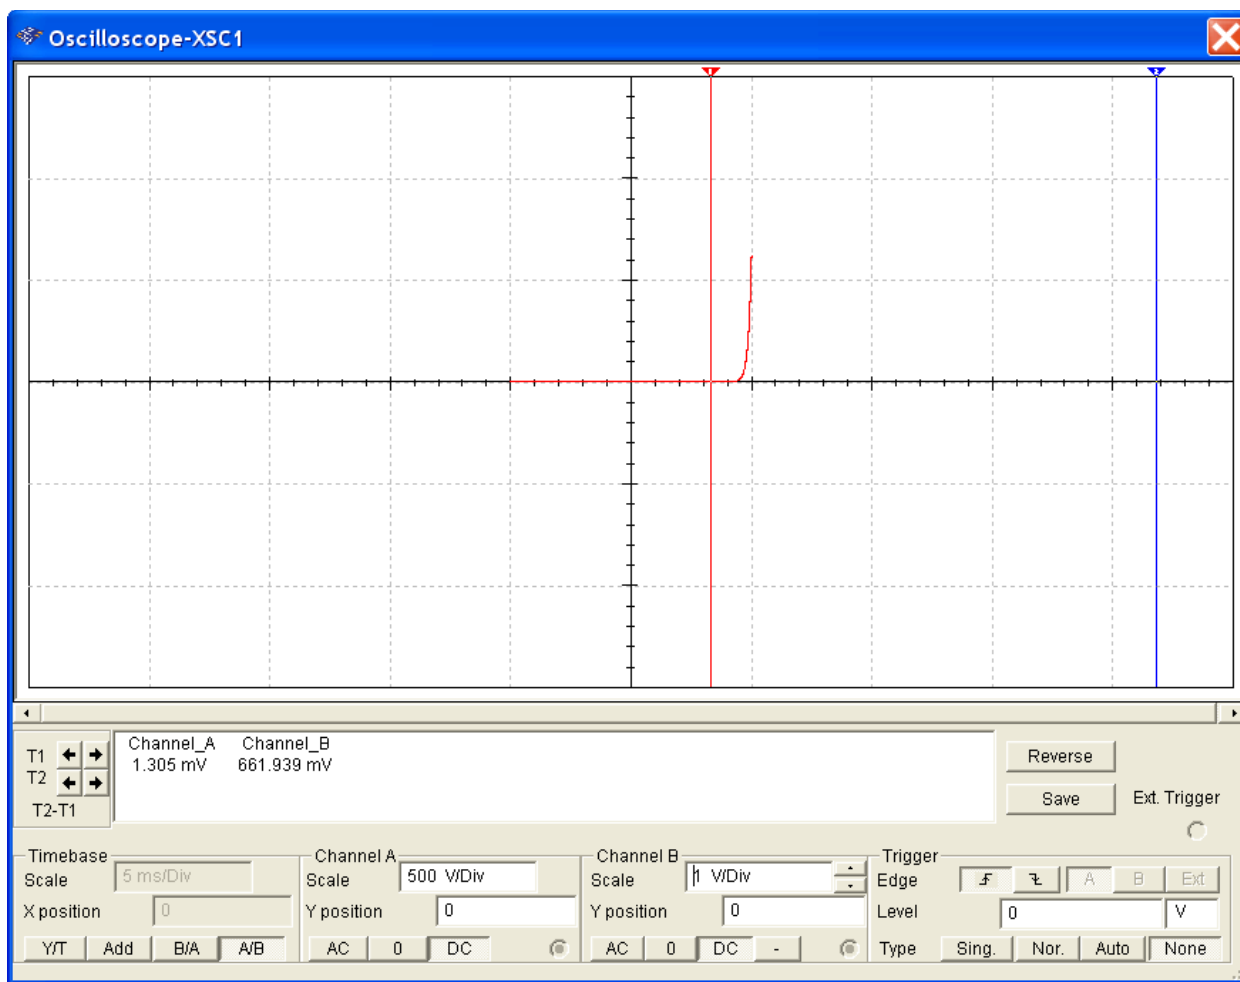 Oscilloscope-XSC1
1
2
T1
T2
T2-T1
Channel_A Channel_B
1.305 mV 661.939 mV
Reverse
Save
Ext. Trigger
Timebase
Scale 5 ms/Div
X position 0
Y/T Add B/A A/B
Channel A
Scale 500 V/Div
Y position 0
AC 0 DC
Channel B
Scale 1 V/Div
Y position 0
AC 0 DC -
Trigger
Edge A B Ext
Level 0 V
Type Sing. Nor. Auto None